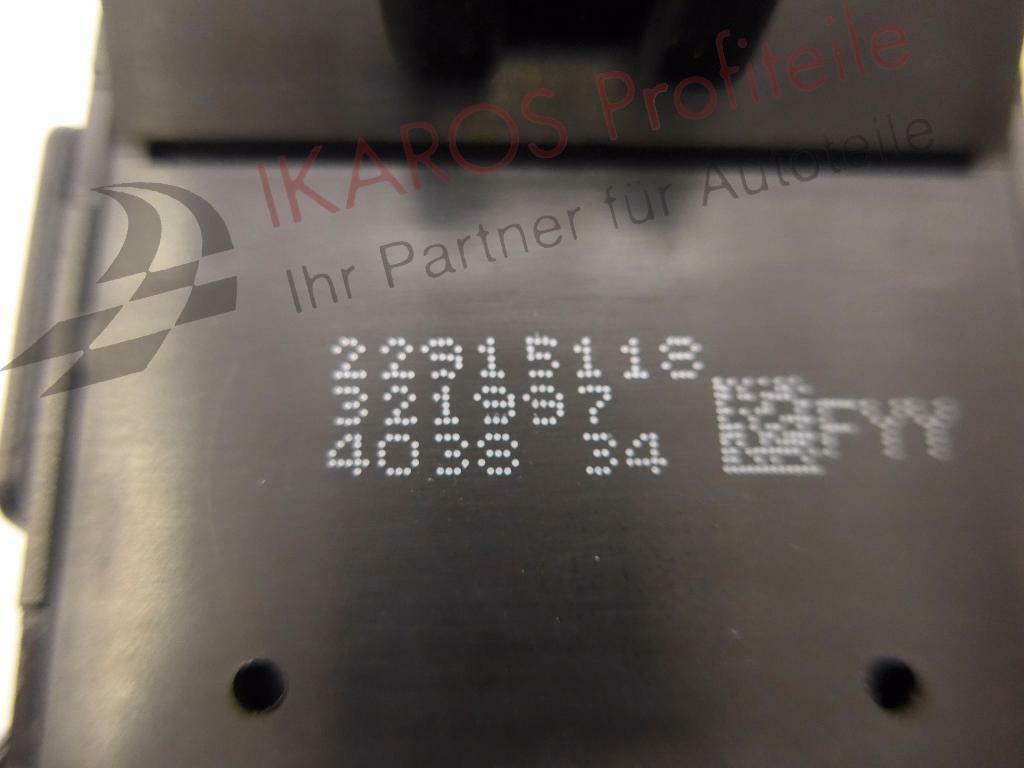 IKAROS Profiteile
Ihr Partner für Autoteile
22915118
321997
4038 34
FYY